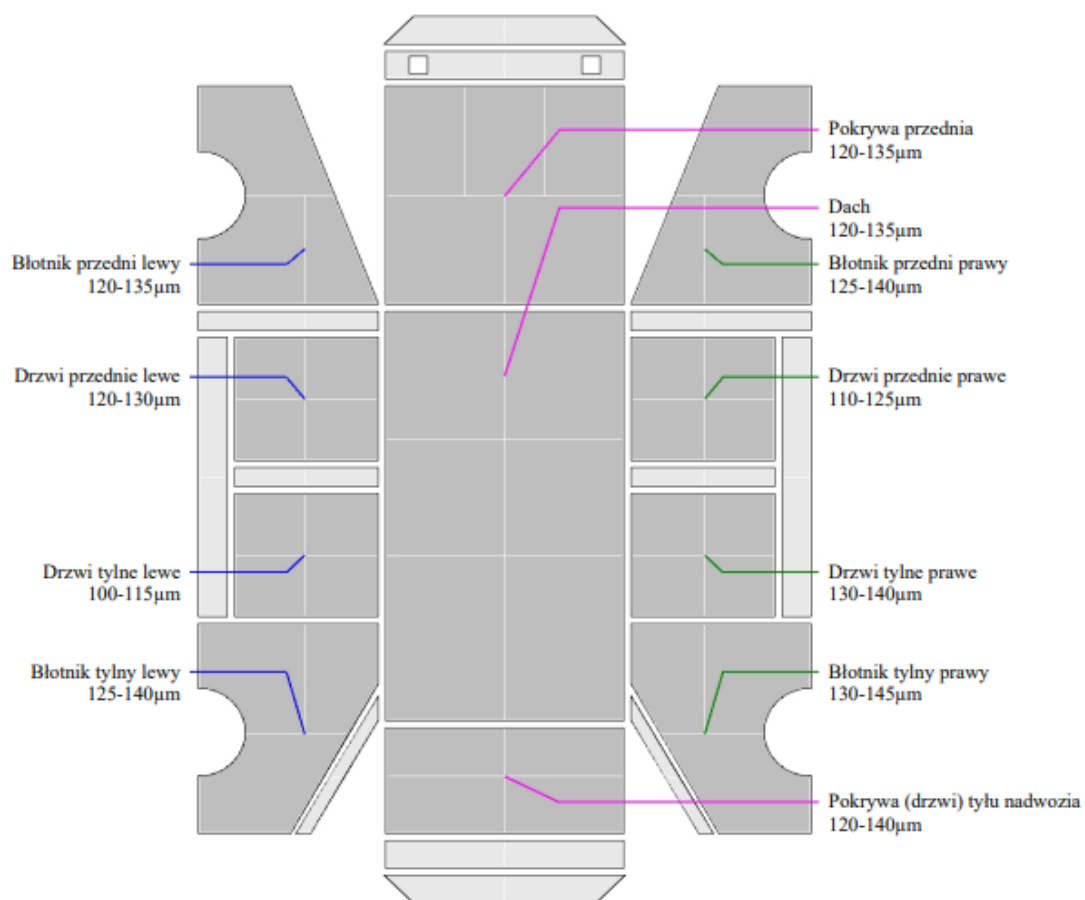 Pokrywa przednia
120-135µm
Dach
120-135µm
Błotnik przedni lewy
120-135µm
Błotnik przedni prawy
125-140µm
Drzwi przednie lewe
120-130µm
Drzwi przednie prawe
110-125µm
Drzwi tylne lewe
100-115µm
Drzwi tylne prawe
130-140µm
Błotnik tylny lewy
125-140µm
Błotnik tylny prawy
130-145µm
Pokrywa (drzwi) tyłu nadwozia
120-140µm